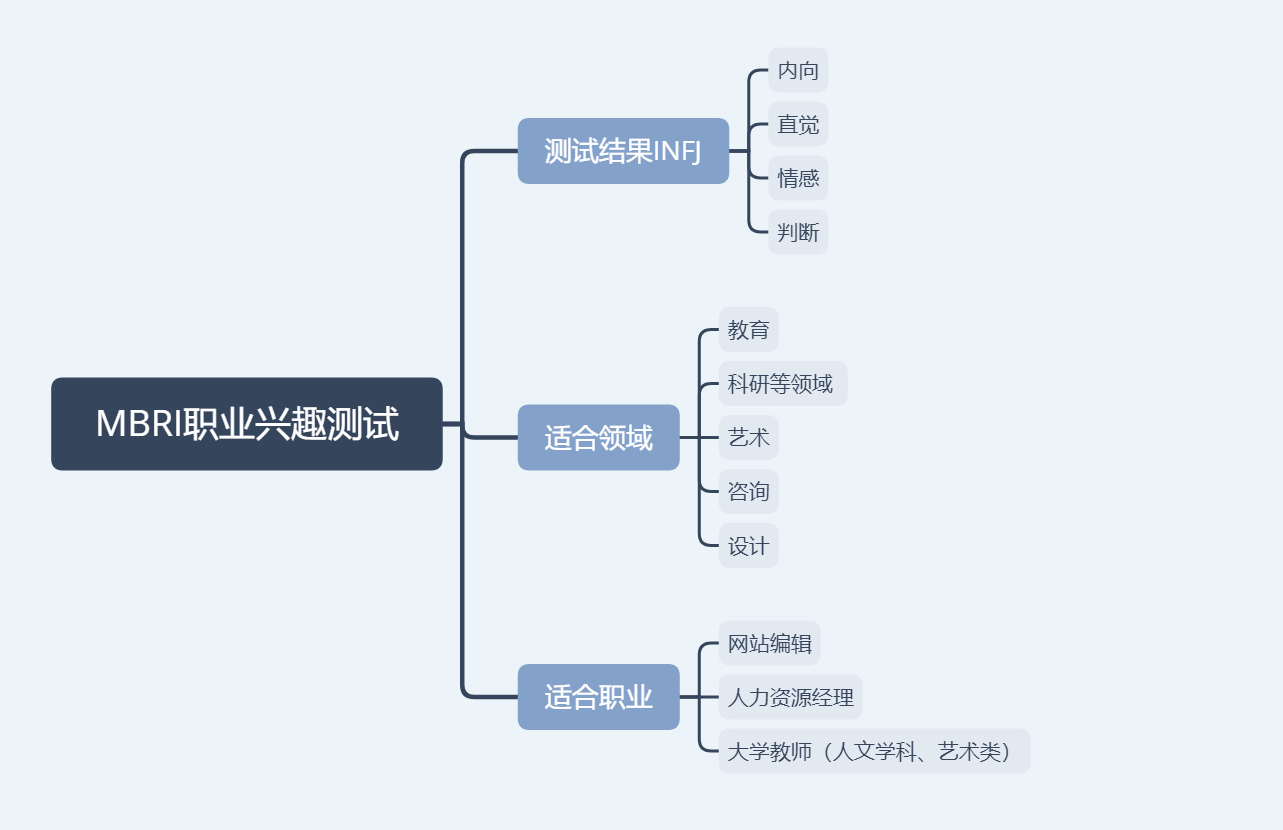 MBRI职业兴趣测试
测试结果INFJ
内向
直觉
情感
判断
适合领域
教育
科研等领域
艺术
咨询
设计
适合职业
网站编辑
人力资源经理
大学教师（人文学科、艺术类）